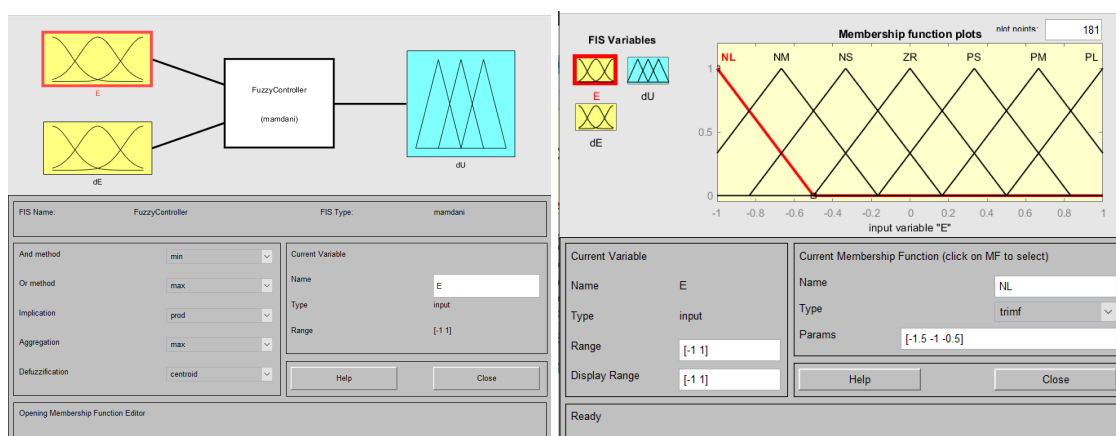 E
FuzzyController
(mamdani)
dE
dU
FIS Name: FuzzyController FIS Type: mamdani
And method min
Or method max
Implication prod
Aggregation max
Defuzzification centroid
Current Variable
Name E
Type input
Range [-1 1]
Help Close
Opening Membership Function Editor
FIS Variables
E
dU
dE
Membership function plots plot points: 181
NL NM NS ZR PS PM PL
1
0.5
0
-1 -0.8 -0.6 -0.4 -0.2 0 0.2 0.4 0.6 0.8 1
input variable "E"
Current Variable
Name E
Type input
Range [-1 1]
Display Range [-1 1]
Current Membership Function (click on MF to select)
Name NL
Type trimf
Params [-1.5 -1 -0.5]
Help Close
Ready